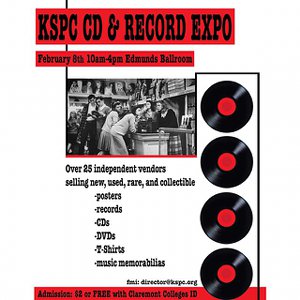 KSPC CD & RECORD EXPO
February 8th 10am-4pm Edmunds Ballroom
Over 25 independent vendors
selling new, used, rare, and collectible
-posters
-records
-CDs
-DVDs
-T-Shirts
-music memorabilias
fmi: director@kspc.org
Admission: $2 or FREE with Claremont Colleges ID